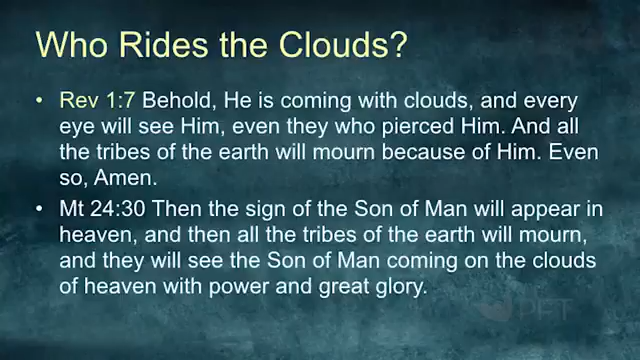 Who Rides the Clouds?
• Rev 1:7 Behold, He is coming with clouds, and every
eye will see Him, even they who pierced Him. And all
the tribes of the earth will mourn because of Him. Even
so, Amen.
• Mt 24:30 Then the sign of the Son of Man will appear in
heaven, and then all the tribes of the earth will mourn,
and they will see the Son of Man coming on the clouds
of heaven with power and great glory.